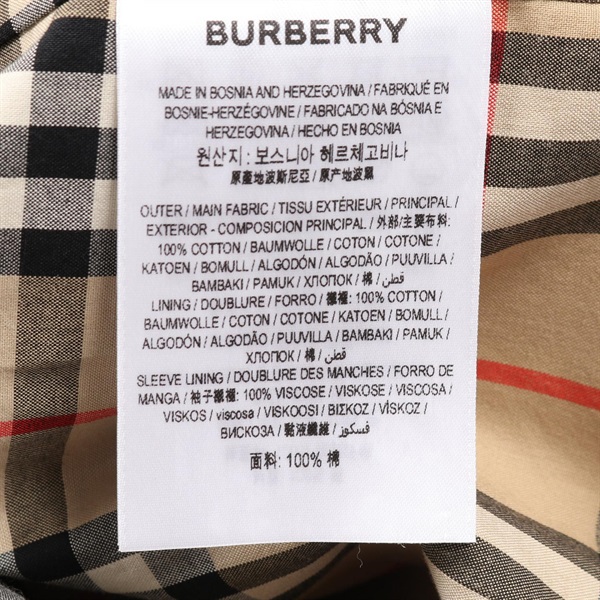 BURBERRY
MADE IN BOSNIA AND HERZEGOVINA / FABRIQUÉ EN
BOSNIE-HERZÉGOVINE / FABRICADO NA BÓSNIA E
HERZEGOVINA / HECHO EN BOSNIA
원산지 : 보스니아 헤르체고비나
原產地波斯尼亞 / 原产地波黑
OUTER / MAIN FABRIC / TISSU EXTÉRIEUR / PRINCIPAL /
EXTERIOR - COMPOSICION PRINCIPAL / 外部/主要布料:
100% COTTON / BAUMWOLLE / COTON / COTONE /
KATOEN / BOMULL / ALGODÓN / ALGODÃO / PUUVILLA /
BAMBAKI / PAMUK / ХЛОПОК / 棉 / قطن /
LINING / DOUBLURE / FORRO / 襯裡: 100% COTTON /
BAUMWOLLE / COTON / COTONE / KATOEN / BOMULL /
ALGODÓN / ALGODÃO / PUUVILLA / BAMBAKI / PAMUK /
ХЛОПОК / 棉 / قطن /
SLEEVE LINING / DOUBLURE DES MANCHES / FORRO DE
MANGA / 袖子襯裡: 100% VISCOSE / VISKOSE / VISCOSA /
VISKOS / viscosa / VISKOOSI / ΒΙΣΚΟΖ / VİSKOZ /
ВИСКОЗА / 黏液纖維 / فسكوز /
面料: 100% 棉